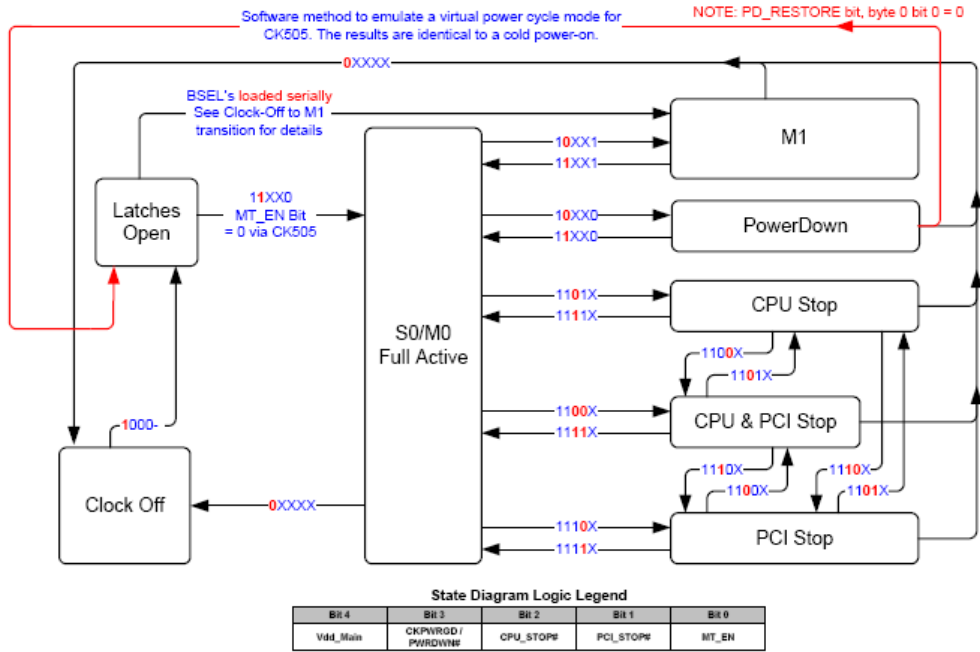 Software method to emulate a virtual power cycle mode for
CK505. The results are identical to a cold power-on.
NOTE: PD_RESTORE bit, byte 0 bit 0 = 0
0XXXX
BSEL's loaded serially
See Clock-Off to M1
transition for details
M1
10XX1
11XX1
Latches
Open
11XX0
MT_EN Bit
= 0 via CK505
10XX0
11XX0
PowerDown
S0/M0
Full Active
1101X
1111X
CPU Stop
1100X
1101X
1100X
1111X
CPU & PCI Stop
1000-
1110X
1100X
1110X
1101X
Clock Off
0XXXX
1110X
1111X
PCI Stop
State Diagram Logic Legend
Bit 4 Bit 3 Bit 2 Bit 1 Bit 0
Vdd_Main CKPWRGD / PWRDWN# CPU_STOP# PCI_STOP# MT_EN